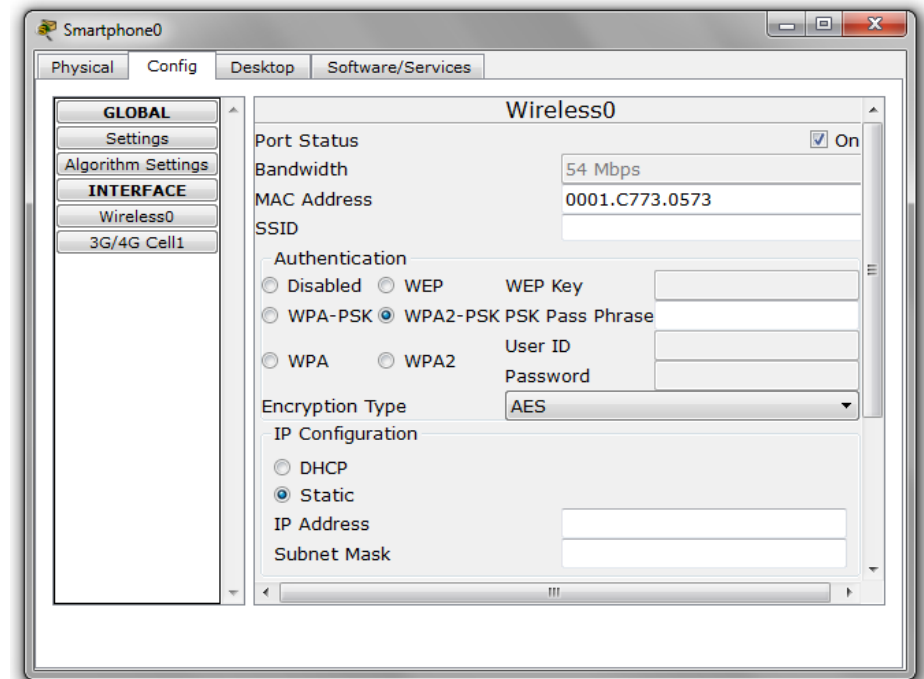 Smartphone0
Physical Config Desktop Software/Services
GLOBAL
Settings
Algorithm Settings
INTERFACE
Wireless0
3G/4G Cell1
Wireless0
Port Status On
Bandwidth 54 Mbps
MAC Address 0001.C773.0573
SSID
Authentication
Disabled WEP WEP Key
WPA-PSK WPA2-PSK PSK Pass Phrase
WPA WPA2 User ID
Password
Encryption Type AES
IP Configuration
DHCP
Static
IP Address
Subnet Mask